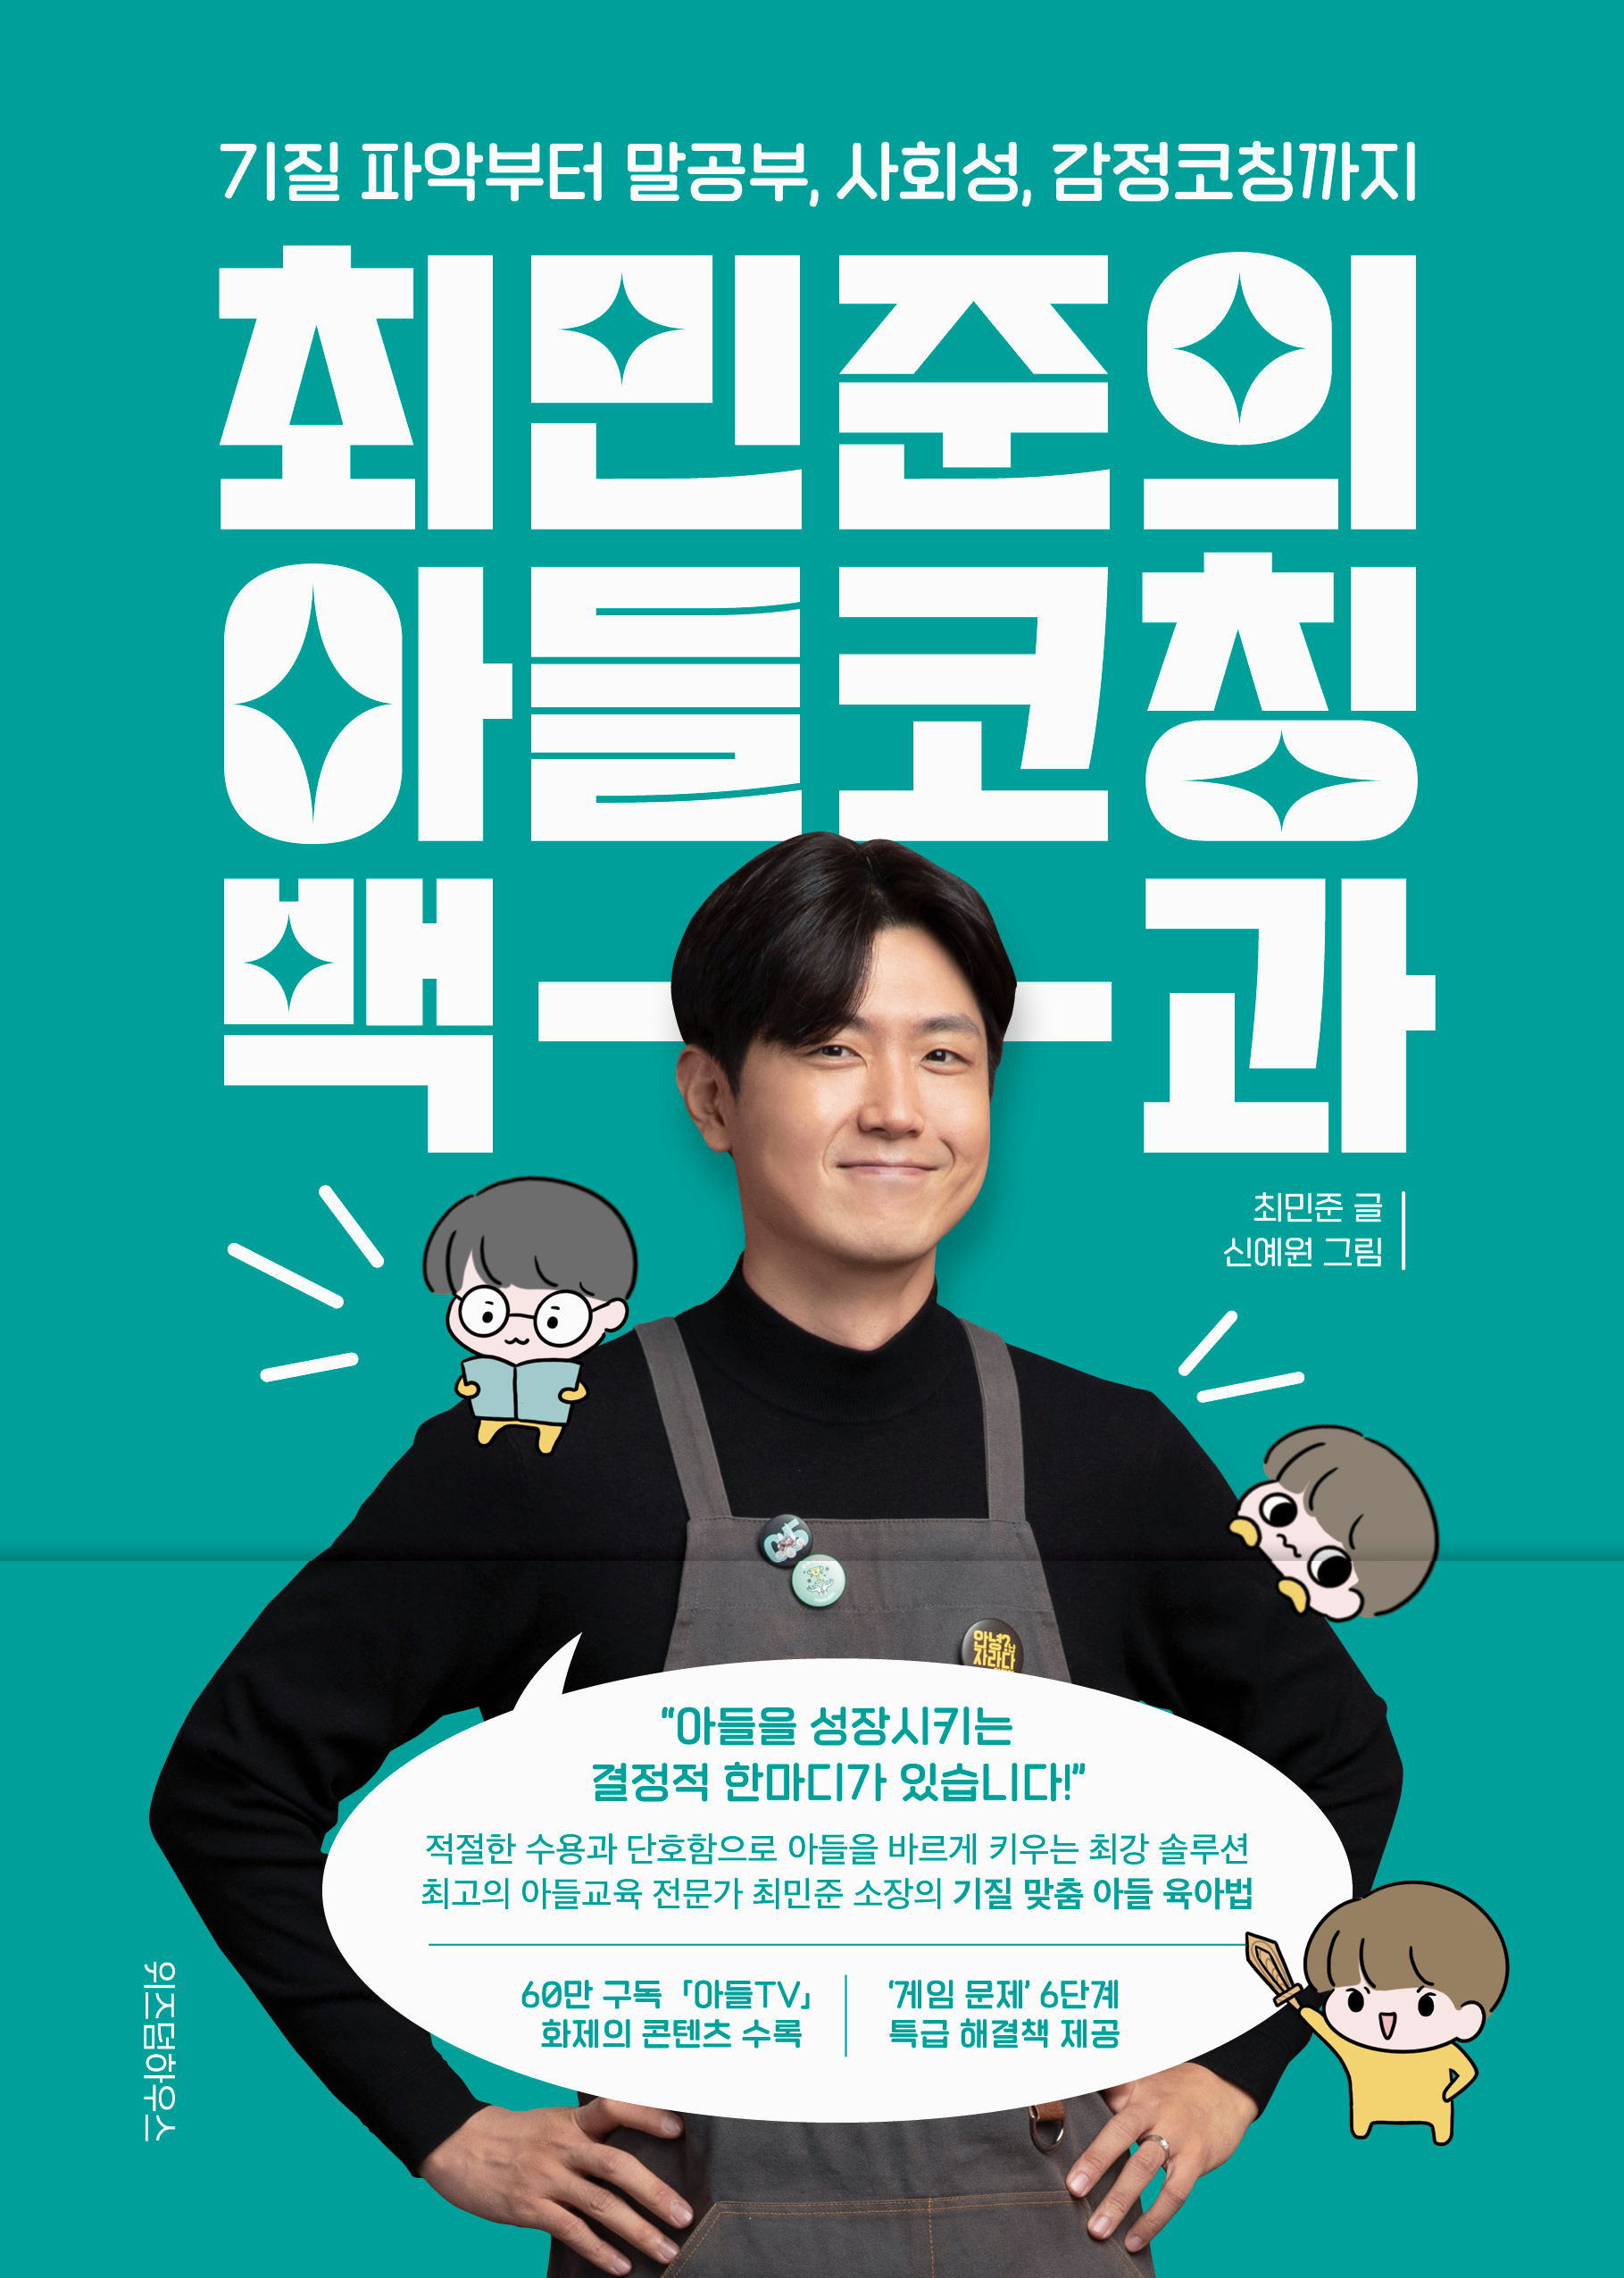 기질 파악부터 말공부, 사회성, 감정코칭까지
최민준의
아들코칭
백과
최민준 글
신예원 그림
안녕?
자라다
"아들을 성장시키는
결정적 한마디가 있습니다!"
적절한 수용과 단호함으로 아들을 바르게 키우는 최강 솔루션
최고의 아들교육 전문가 최민준 소장의 기질 맞춤 아들 육아법
60만 구독 「아들TV」
화제의 콘텐츠 수록
'게임 문제' 6단계
특급 해결책 제공
위즈덤하우스